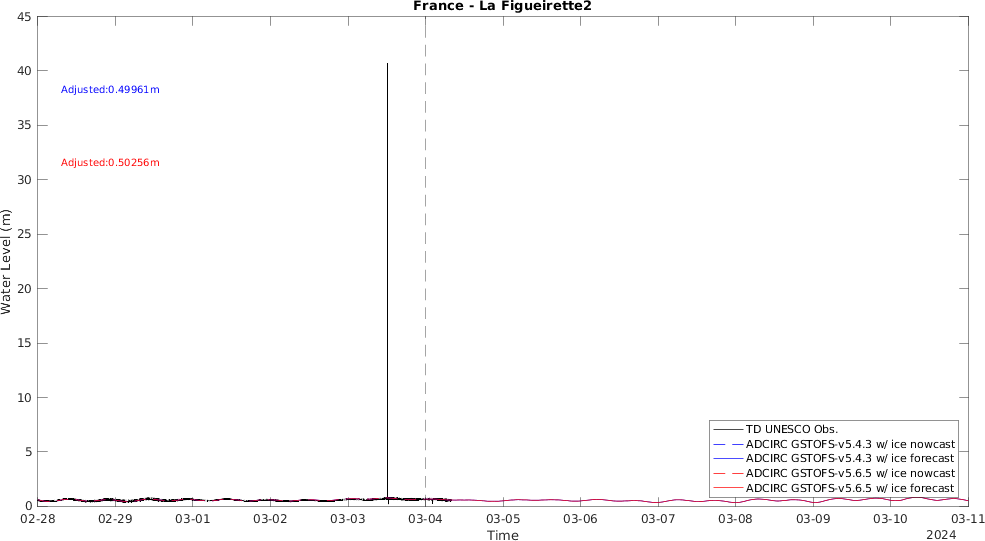 France - La Figueirette2
45
40
35
30
25
20
15
10
5
0
Water Level (m)
Adjusted:0.49961m
Adjusted:0.50256m
TD UNESCO Obs.
ADCIRC GSTOFS-v5.4.3 w/ ice nowcast
ADCIRC GSTOFS-v5.4.3 w/ ice forecast
ADCIRC GSTOFS-v5.6.5 w/ ice nowcast
ADCIRC GSTOFS-v5.6.5 w/ ice forecast
02-28 02-29 03-01 03-02 03-03 03-04 03-05 03-06 03-07 03-08 03-09 03-10 03-11
Time
2024